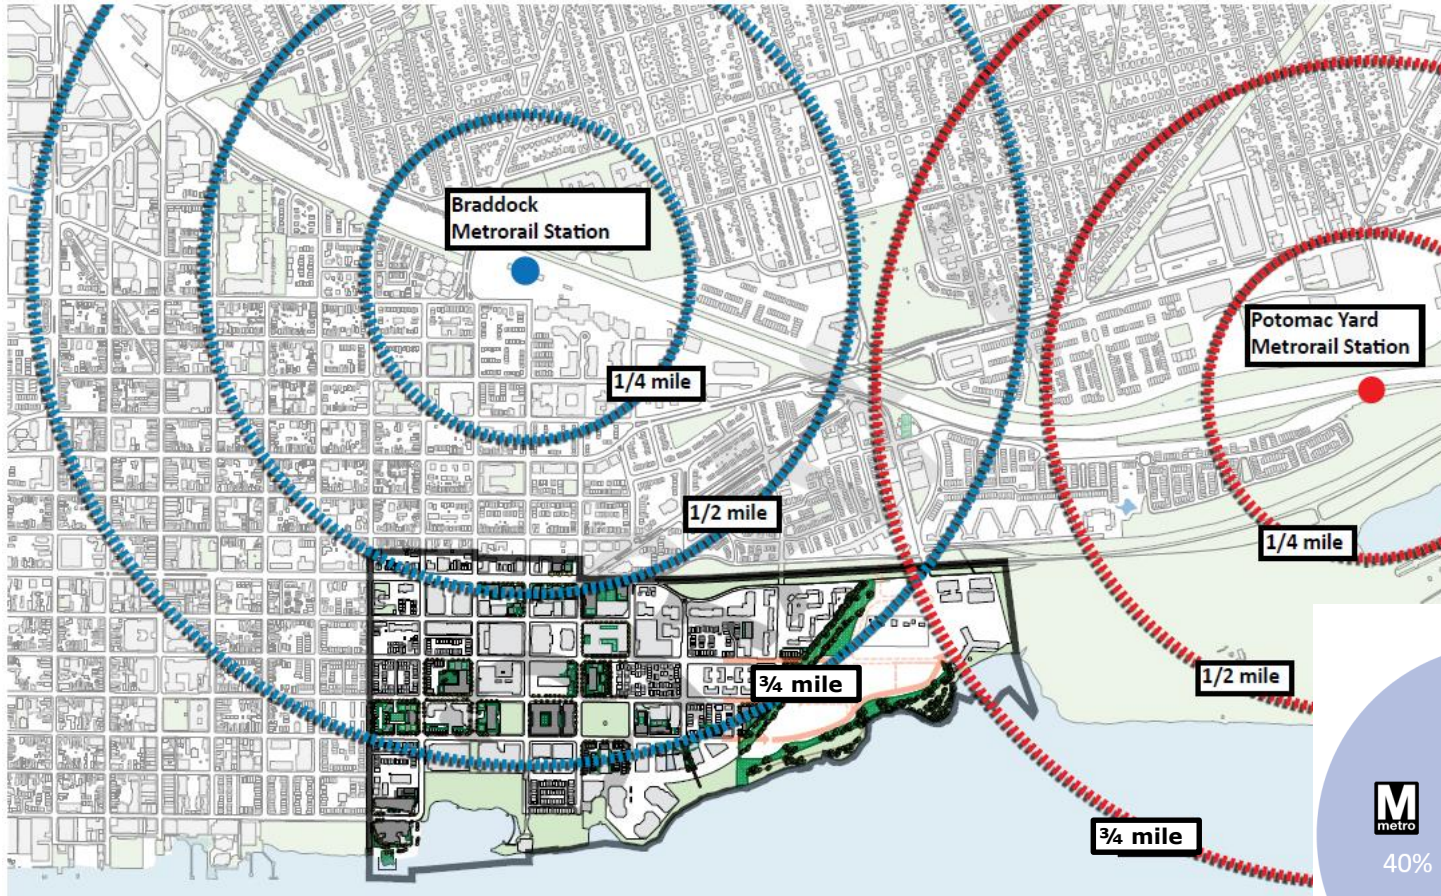 Braddock
Metrorail Station
Potomac Yard
Metrorail Station
1/4 mile
1/2 mile
1/4 mile
¾ mile
1/2 mile
¾ mile
M
metro
40%